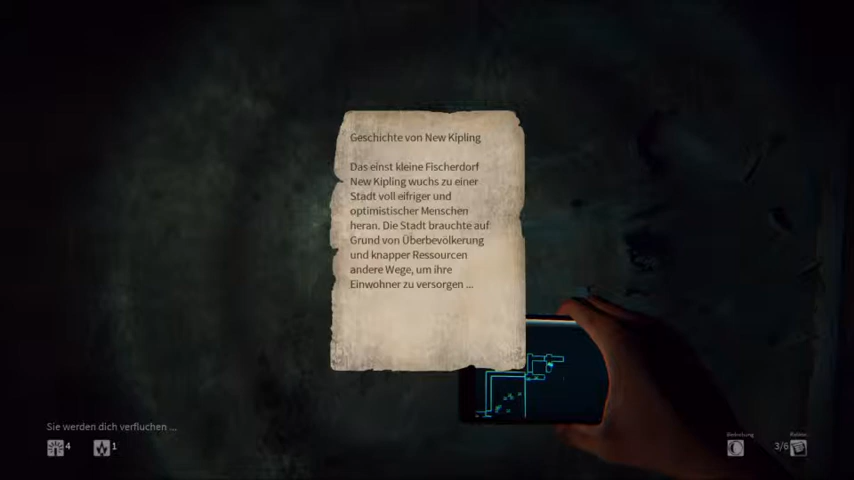 Geschichte von New Kipling
Das einst kleine Fischerdorf
New Kipling wuchs zu einer
Stadt voll eifriger und
optimistischer Menschen
heran. Die Stadt brauchte auf
Grund von Überbevölkerung
und knapper Ressourcen
andere Wege, um ihre
Einwohner zu versorgen ...
Sie werden dich verfluchen ...
4
1
3/6